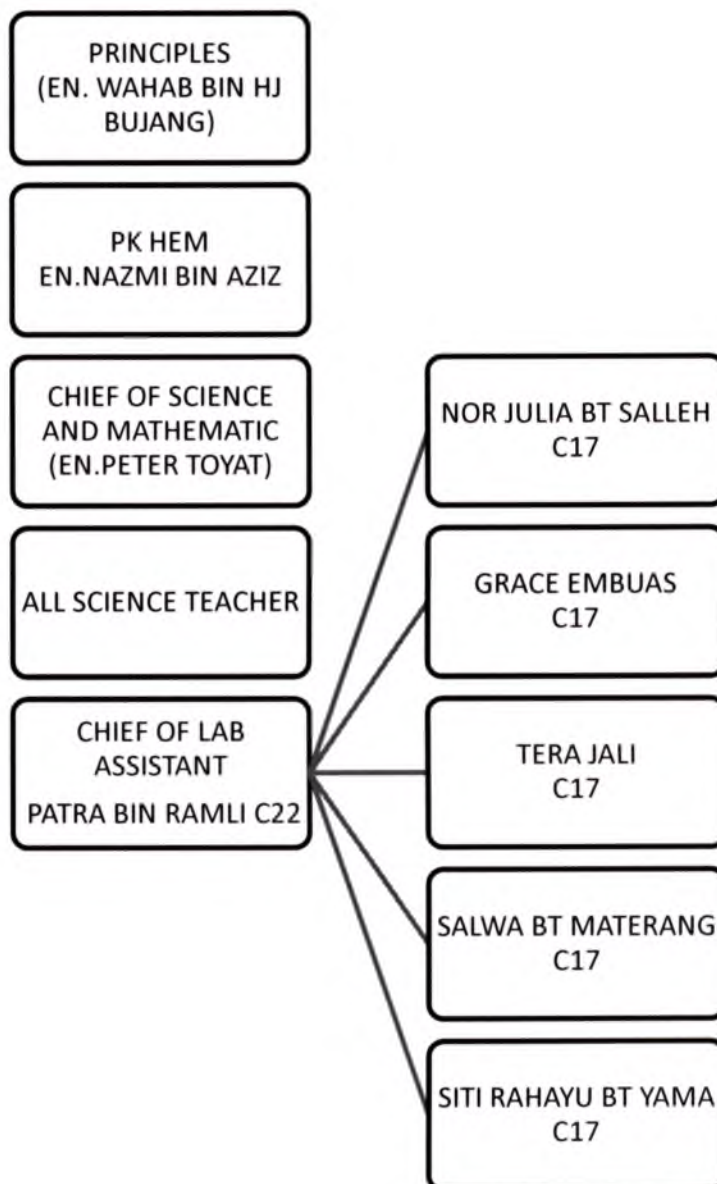 PRINCIPLES
(EN. WAHAB BIN HJ
BUJANG)
PK HEM
EN.NAZMI BIN AZIZ
CHIEF OF SCIENCE
AND MATHEMATIC
(EN.PETER TOYAT)
ALL SCIENCE TEACHER
CHIEF OF LAB
ASSISTANT
PATRA BIN RAMLI C22
NOR JULIA BT SALLEH
C17
GRACE EMBUAS
C17
TERA JALI
C17
SALWA BT MATERANG
C17
SITI RAHAYU BT YAMA
C17